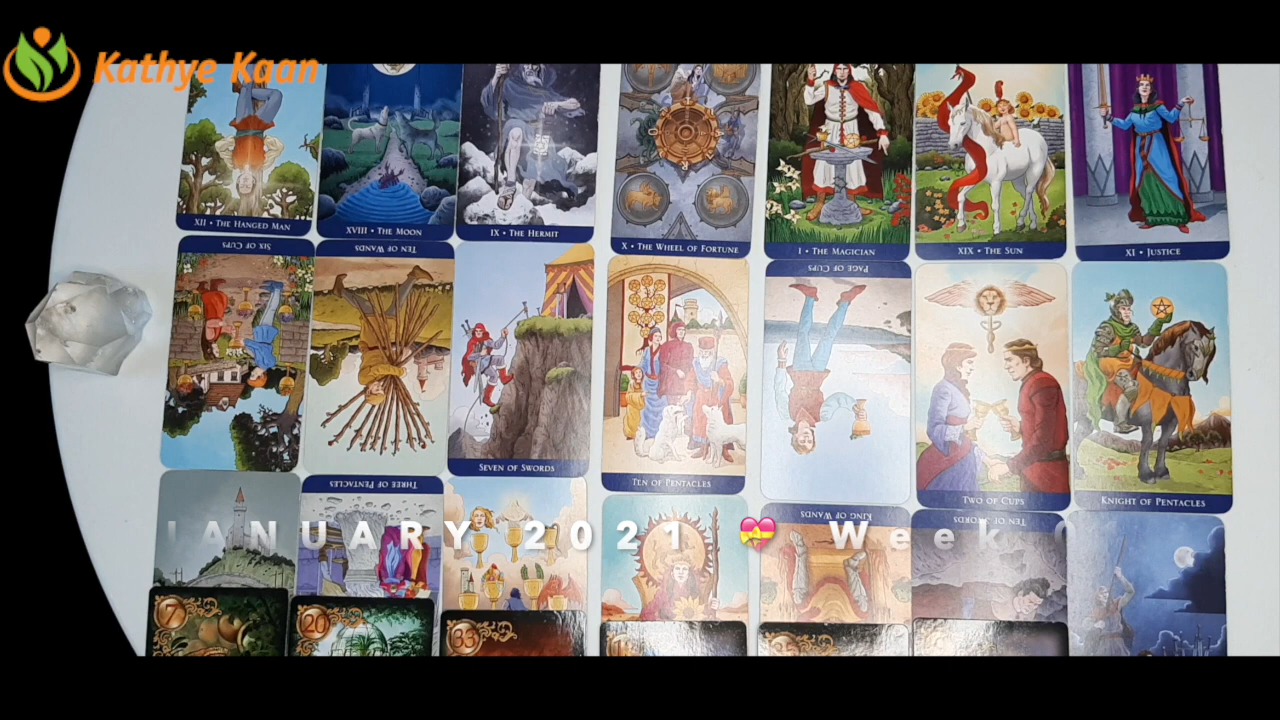 Kathye Kaan
XII • THE HANGED MAN
XVIII • THE MOON
IX • THE HERMIT
X • THE WHEEL OF FORTUNE
I • THE MAGICIAN
XIX • THE SUN
XI • JUSTICE
SIX OF CUPS
TEN OF WANDS
PAGE OF CUPS
SEVEN OF SWORDS
TEN OF PENTACLES
TWO OF CUPS
KNIGHT OF PENTACLES
THREE OF PENTACLES
KING OF WANDS
TEN OF SWORDS
JANUARY 2021 💝 Week 0
7
20
33